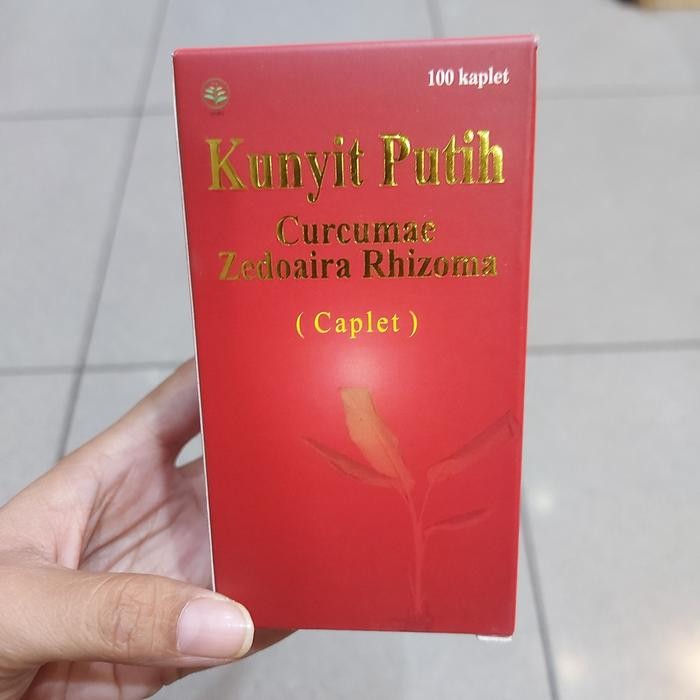 100 kaplet
Kunyit Putih
Curcumae
Zedoaira Rhizoma
( Caplet )